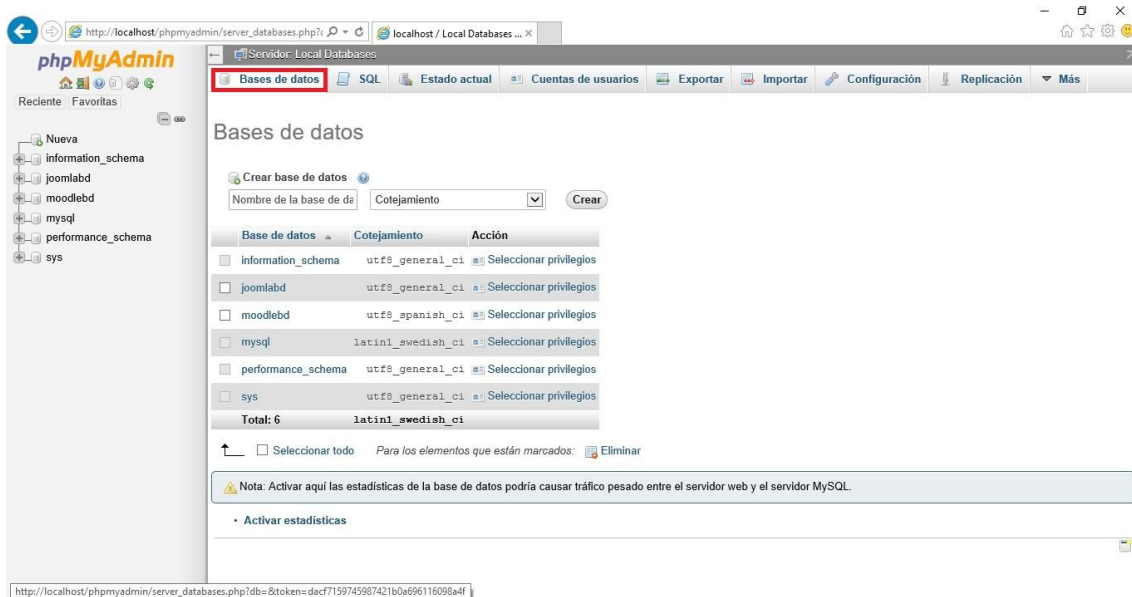 http://localhost/phpmyadmin/server_databases.php?
localhost / Local Databases ...
phpMyAdmin
Reciente Favoritas
Nueva
information_schema
joomlabd
moodlebd
mysql
performance_schema
sys
Servidor: Local Databases
Bases de datos SQL Estado actual Cuentas de usuarios Exportar Importar Configuración Replicación Más
Bases de datos
Crear base de datos
Nombre de la base de da Cotejamiento Crear
Base de datos Cotejamiento Acción
information_schema utf8_general_ci Seleccionar privilegios
joomlabd utf8_general_ci Seleccionar privilegios
moodlebd utf8_spanish_ci Seleccionar privilegios
mysql latin1_swedish_ci Seleccionar privilegios
performance_schema utf8_general_ci Seleccionar privilegios
sys utf8_general_ci Seleccionar privilegios
Total: 6 latin1_swedish_ci
Seleccionar todo Para los elementos que están marcados: Eliminar
Nota: Activar aquí las estadísticas de la base de datos podría causar tráfico pesado entre el servidor web y el servidor MySQL.
• Activar estadísticas
http://localhost/phpmyadmin/server_databases.php?db=&token=dacf7159745987421b0a696116098a4f